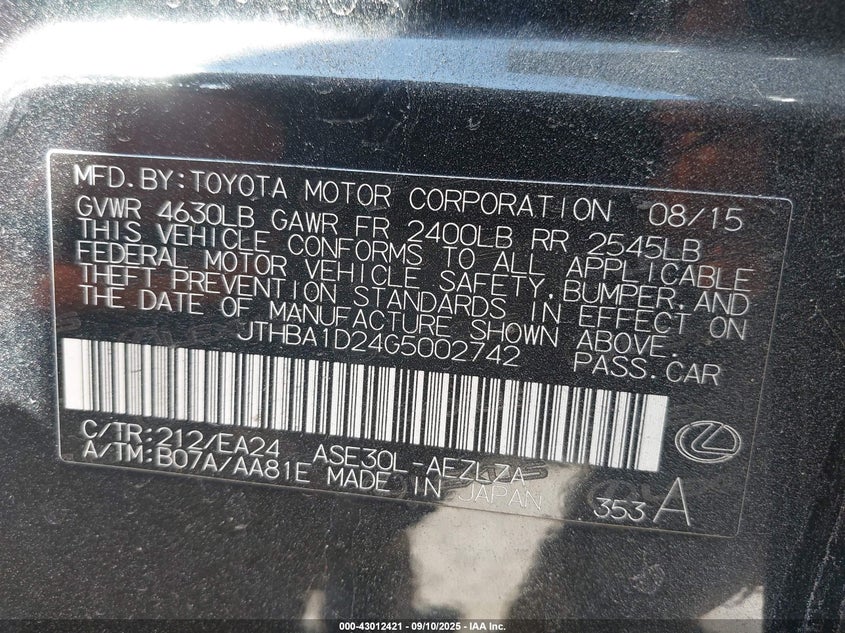 MFD.BY:TOYOTA MOTOR CORPORATION 08/15
GVWR 4630LB GAWR FR 2400LB RR 2545LB
THIS VEHICLE CONFORMS TO ALL APPLICABLE
FEDERAL MOTOR VEHICLE SAFETY,BUMPER,AND
THEFT PREVENTION STANDARDS IN EFFECT ON
THE DATE OF MANUFACTURE SHOWN ABOVE.
JTHBA1D24G5002742 PASS.CAR
C/TR:212/EA24 ASE30L-AEZLZA
A/TM:B07A/AA81E MADE IN JAPAN
353 A
000-43012421 | 09/10/2025 | IAA Inc.